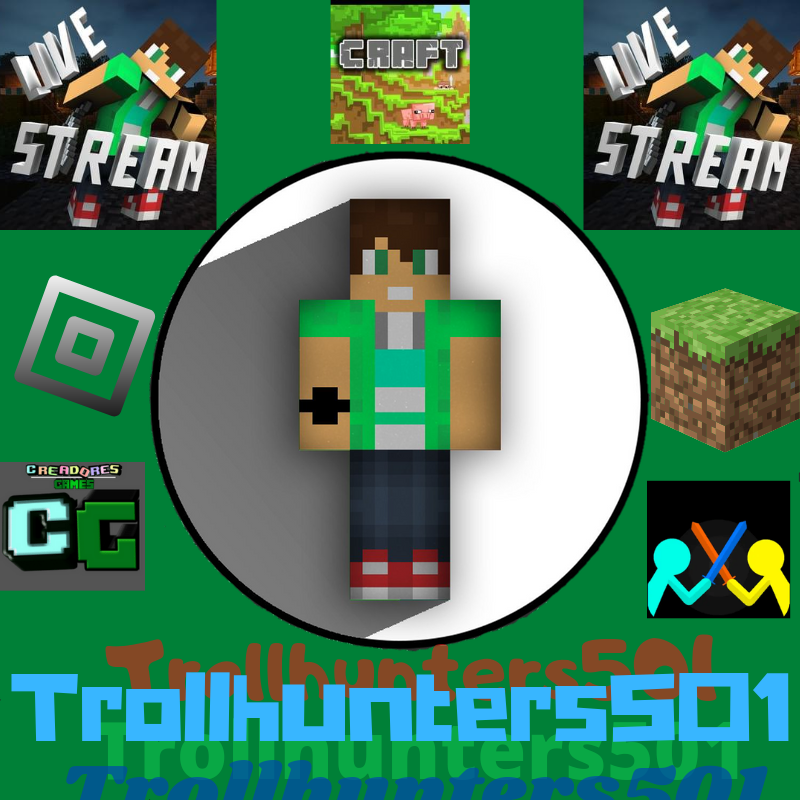 LIVE
STREAM
CRAFT
LIVE
STREAM
CREADORES
GAMES
CG
Trollhunters501
Trollhunters501
Trollhunters501
Trollhunters501